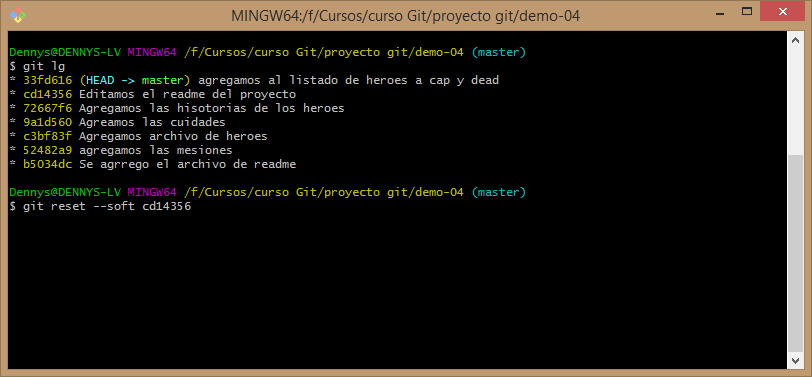 MINGW64:/f/Cursos/curso Git/proyecto git/demo-04
Dennys@DENNYS-LV MINGW64 /f/Cursos/curso Git/proyecto git/demo-04 (master)
$ git lg
* 33fd616 (HEAD -> master) agregamos al listado de heroes a cap y dead
* cd14356 Editamos el readme del proyecto
* 72667f6 Agregamos las hisotorias de los heroes
* 9a1d560 Agreamos las cuidades
* c3bf83f Agregamos archivo de heroes
* 52482a9 agregamos las mesiones
* b5034dc Se agrrego el archivo de readme
Dennys@DENNYS-LV MINGW64 /f/Cursos/curso Git/proyecto git/demo-04 (master)
$ git reset --soft cd14356